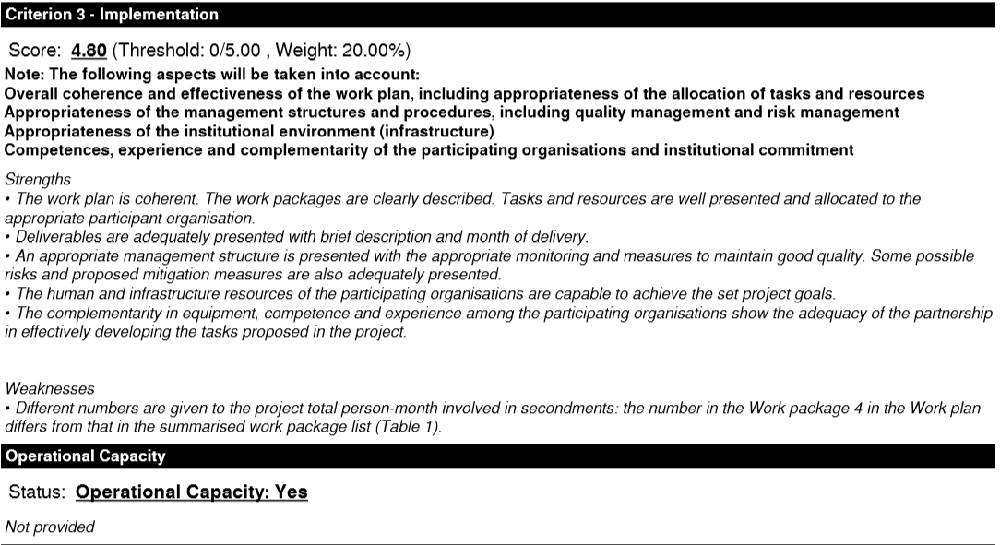 Criterion 3 - Implementation
Score: 4.80 (Threshold: 0/5.00 , Weight: 20.00%)
Note: The following aspects will be taken into account:
Overall coherence and effectiveness of the work plan, including appropriateness of the allocation of tasks and resources
Appropriateness of the management structures and procedures, including quality management and risk management
Appropriateness of the institutional environment (infrastructure)
Competences, experience and complementarity of the participating organisations and institutional commitment
Strengths
• The work plan is coherent. The work packages are clearly described. Tasks and resources are well presented and allocated to the
appropriate participant organisation.
• Deliverables are adequately presented with brief description and month of delivery.
• An appropriate management structure is presented with the appropriate monitoring and measures to maintain good quality. Some possible
risks and proposed mitigation measures are also adequately presented.
• The human and infrastructure resources of the participating organisations are capable to achieve the set project goals.
• The complementarity in equipment, competence and experience among the participating organisations show the adequacy of the partnership
in effectively developing the tasks proposed in the project.
Weaknesses
• Different numbers are given to the project total person-month involved in secondments: the number in the Work package 4 in the Work plan
differs from that in the summarised work package list (Table 1).
Operational Capacity
Status: Operational Capacity: Yes
Not provided